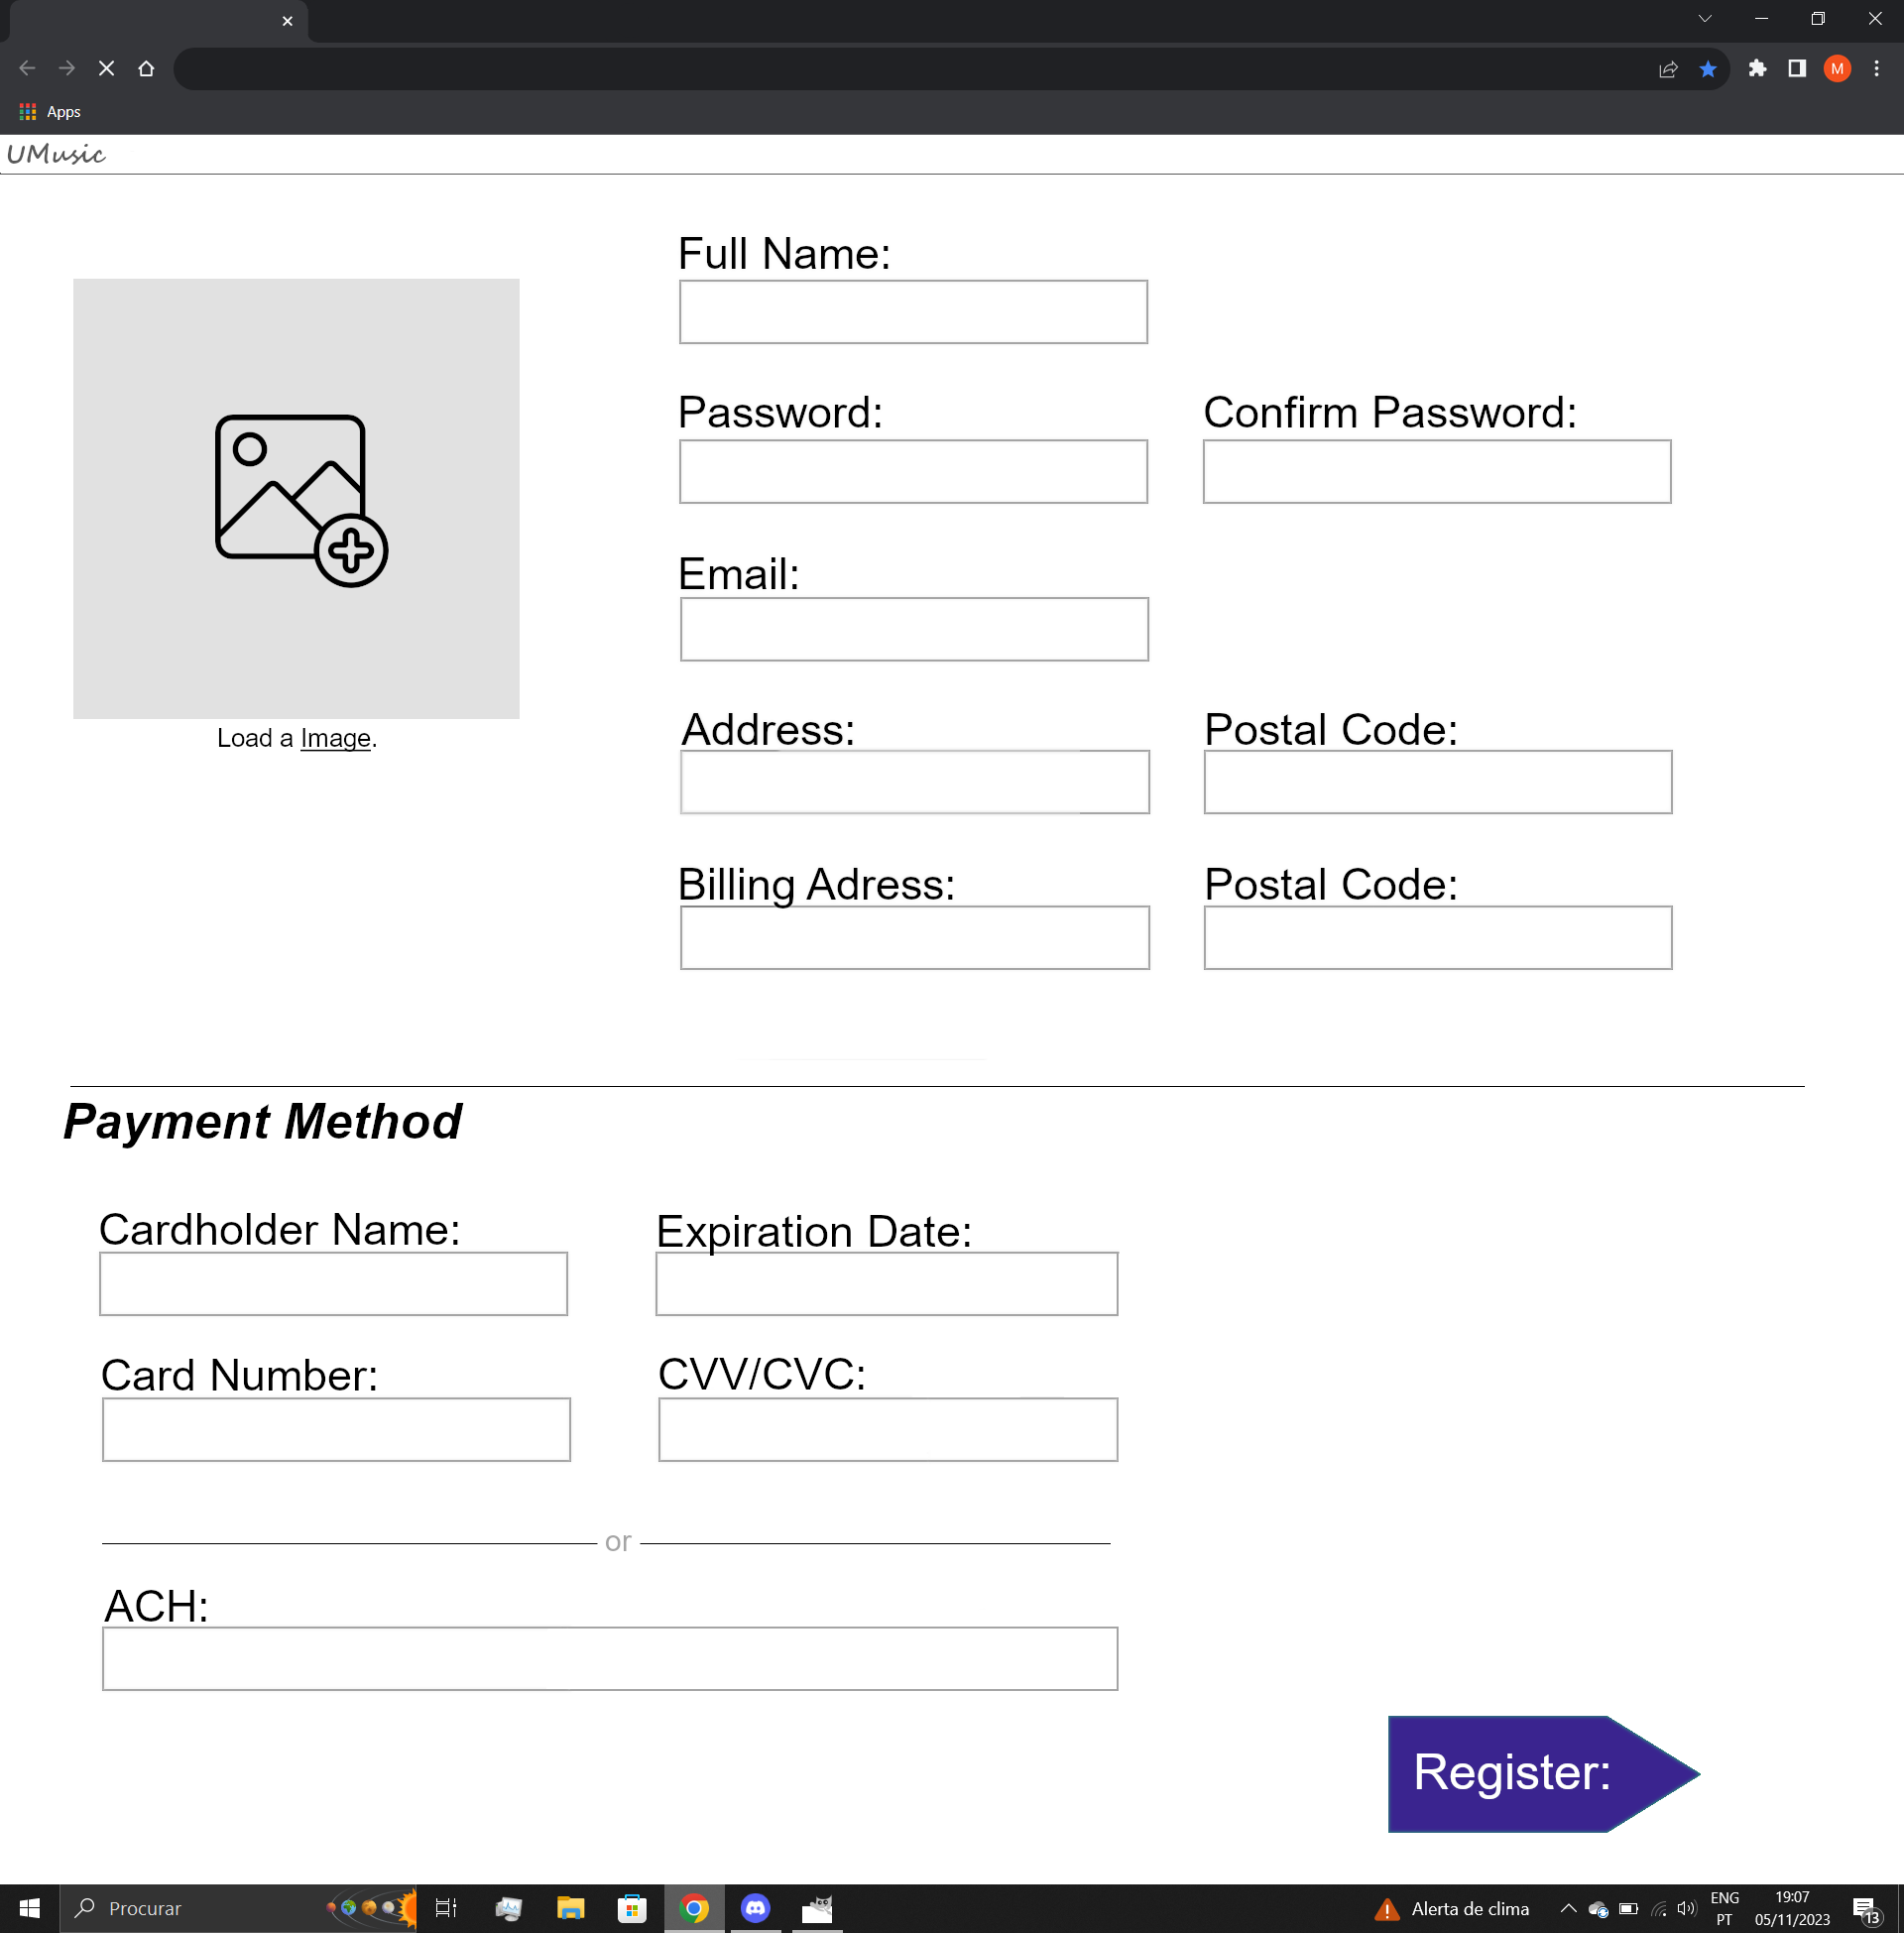 M
Apps
UMusic
Full Name:
Password: Confirm Password:
Email:
Load a Image.
Address: Postal Code:
Billing Adress: Postal Code:
Payment Method
Cardholder Name: Expiration Date:
Card Number: CVV/CVC:
or
ACH:
Register:
Procurar
Alerta de clima
ENG
PT
19:07
05/11/2023
13